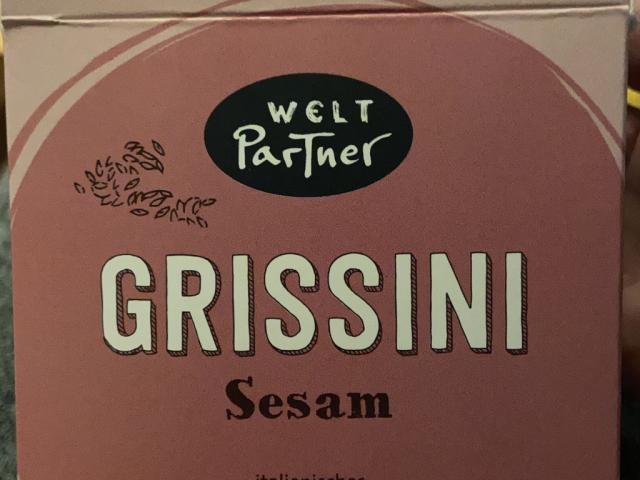 WELT
Partner
GRISSINI
Sesam